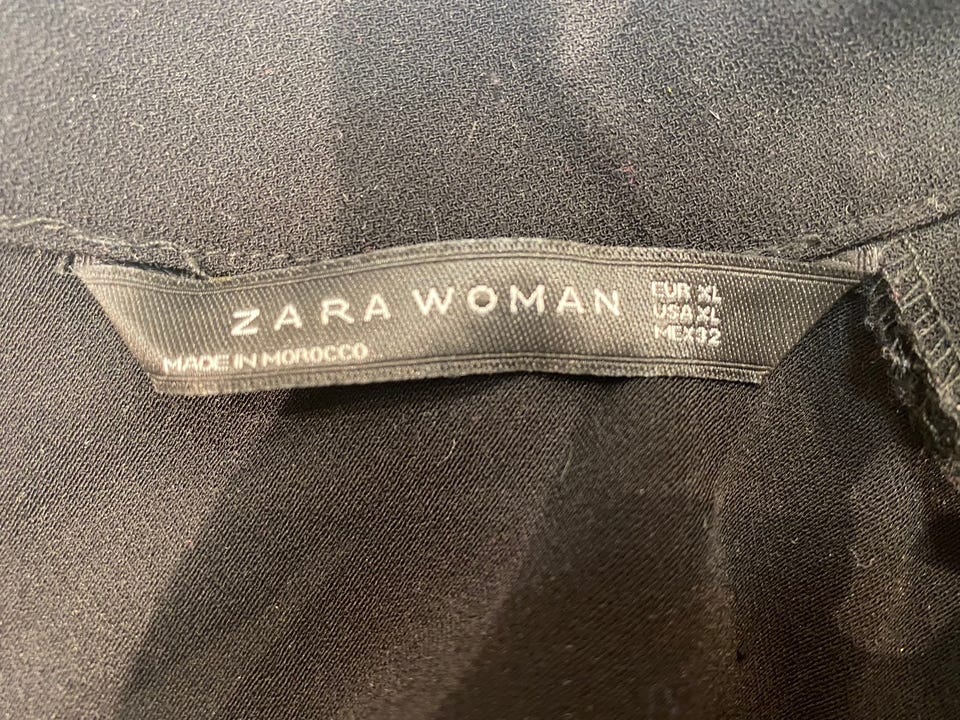 ZARA WOMAN
EUR XL
USA XL
MEX 32
MADE IN MOROCCO